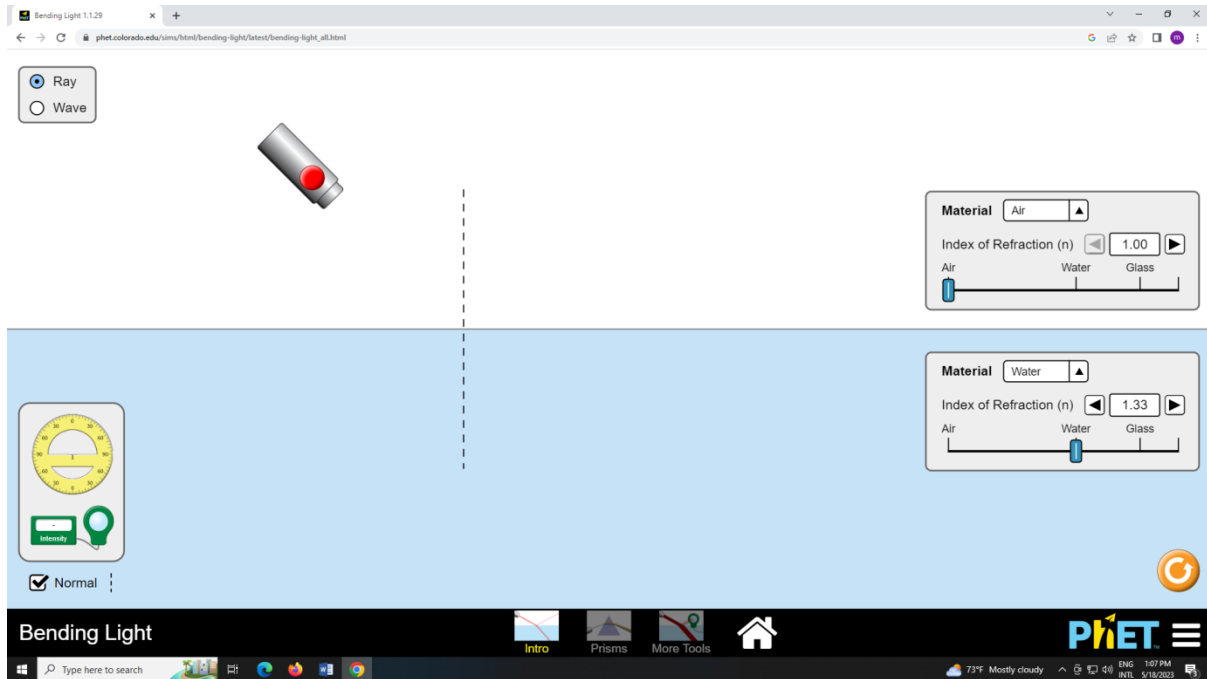 Bending Light 1.1.29
phet.colorado.edu/sims/html/bending-light/latest/bending-light_all.html
Ray
Wave
Material Air
Index of Refraction (n) 1.00
Air Water Glass
Material Water
Index of Refraction (n) 1.33
Air Water Glass
Intensity
Normal
Bending Light
Intro Prisms More Tools
PhET
Type here to search
73°F Mostly cloudy
ENG 1:07 PM
INTL 5/18/2023